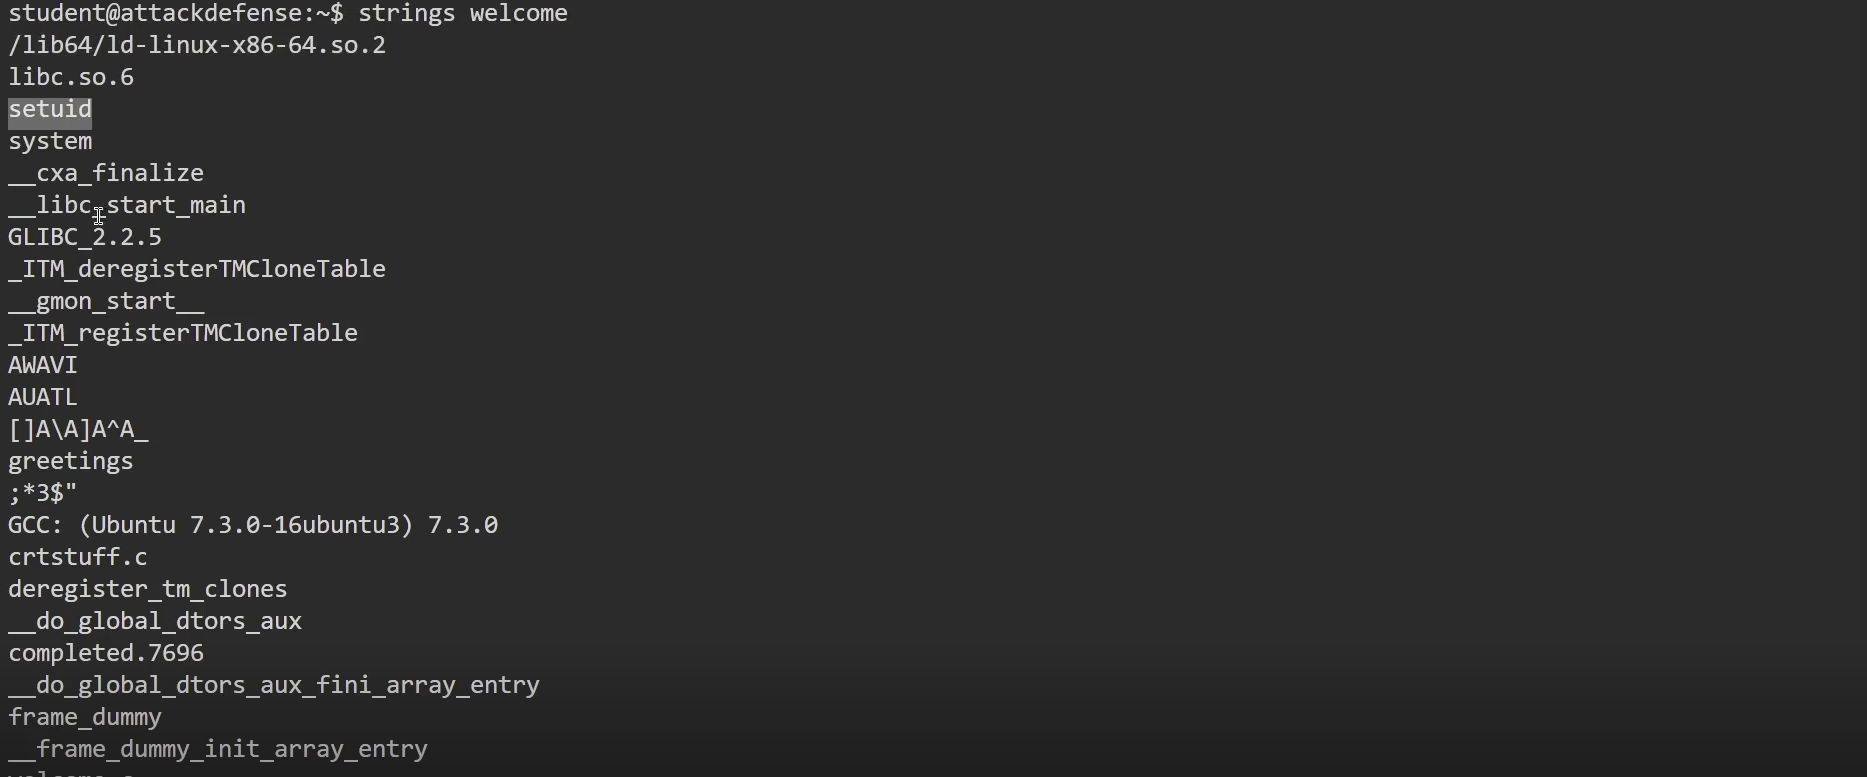 student@attackdefense:~$ strings welcome
/lib64/ld-linux-x86-64.so.2
libc.so.6
setuid
system
__cxa_finalize
__libc_start_main
GLIBC_2.2.5
_ITM_deregisterTMCloneTable
__gmon_start__
_ITM_registerTMCloneTable
AWAVI
AUATL
[]A\A]A^A_
greetings
;*3$"
GCC: (Ubuntu 7.3.0-16ubuntu3) 7.3.0
crtstuff.c
deregister_tm_clones
__do_global_dtors_aux
completed.7696
__do_global_dtors_aux_fini_array_entry
frame_dummy
__frame_dummy_init_array_entry